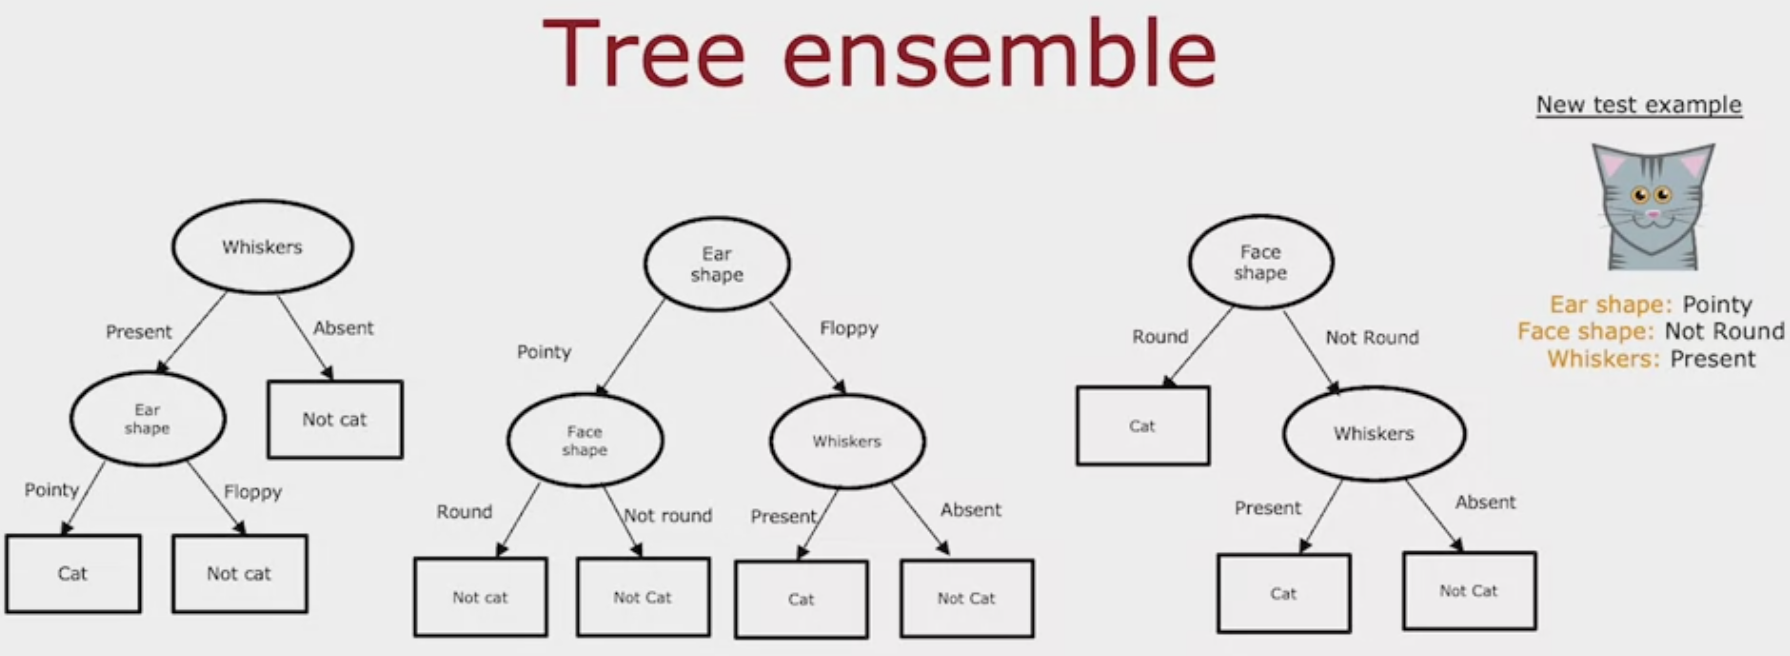 Tree ensemble
New test example
Ear shape: Pointy
Face shape: Not Round
Whiskers: Present
Whiskers
Present
Absent
Ear
shape
Not cat
Pointy
Floppy
Cat
Not cat
Ear
shape
Pointy
Floppy
Face
shape
Whiskers
Round
Not round
Present
Absent
Not cat
Not Cat
Cat
Not Cat
Face
shape
Round
Not Round
Cat
Whiskers
Present
Absent
Cat
Not Cat